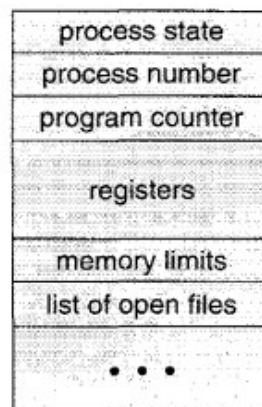 process state
process number
program counter
registers
memory limits
list of open files
• • •